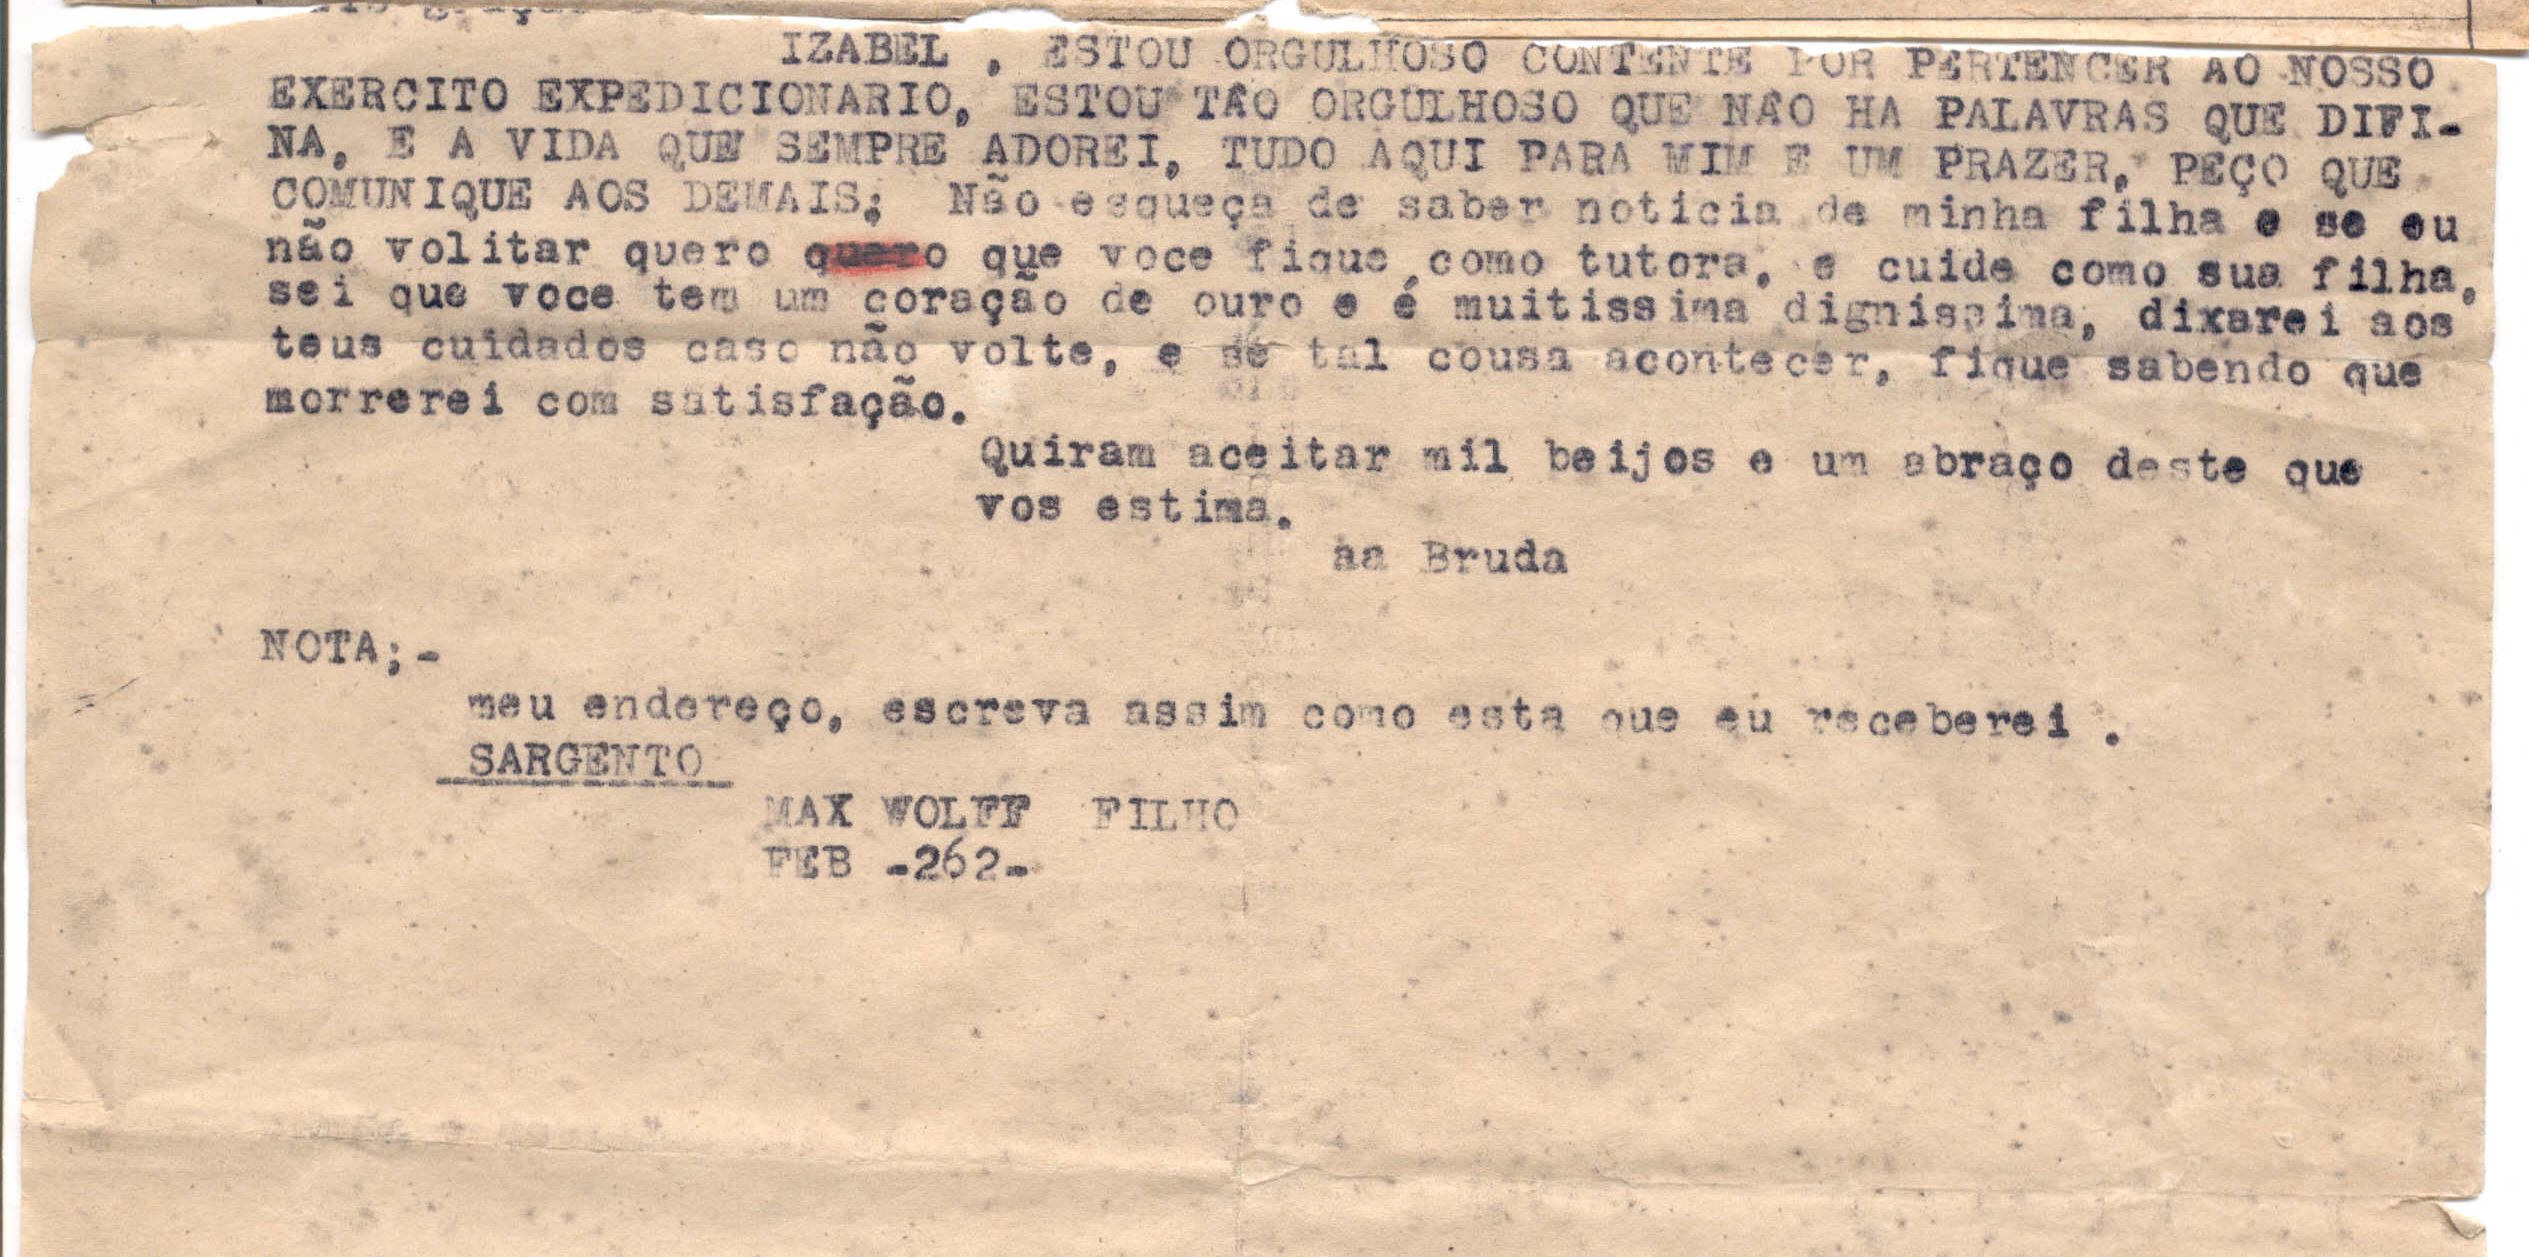 IZABEL , ESTOU ORGULHOSO CONTENTE POR PERTENCER AO NOSSO
EXERCITO EXPEDICIONARIO, ESTOU TÃO ORGULHOSO QUE NÃO HA PALAVRAS QUE DIFI-
NA, E A VIDA QUE SEMPRE ADOREI, TUDO AQUI PARA MIM E UM PRAZER, PEÇO QUE
COMUNIQUE AOS DEMAIS; Não esqueça de saber noticia de minha filha e se eu
não volitar quero quero que voce fique como tutora, e cuide como sua filha,
sei que voce tem um coração de ouro e é muitissima dignissima, dixarei aos
teus cuidados caso não volte, e sé tal cousa acontecer, fique sabendo que
morrerei com satisfação.
Quiram aceitar mil beijos e um abraço deste que
vos estima.
aa Bruda
NOTA;-
meu endereço, escreva assim como esta que eu receberei .
SARGENTO
MAX WOLFF FILHO
FEB -262-